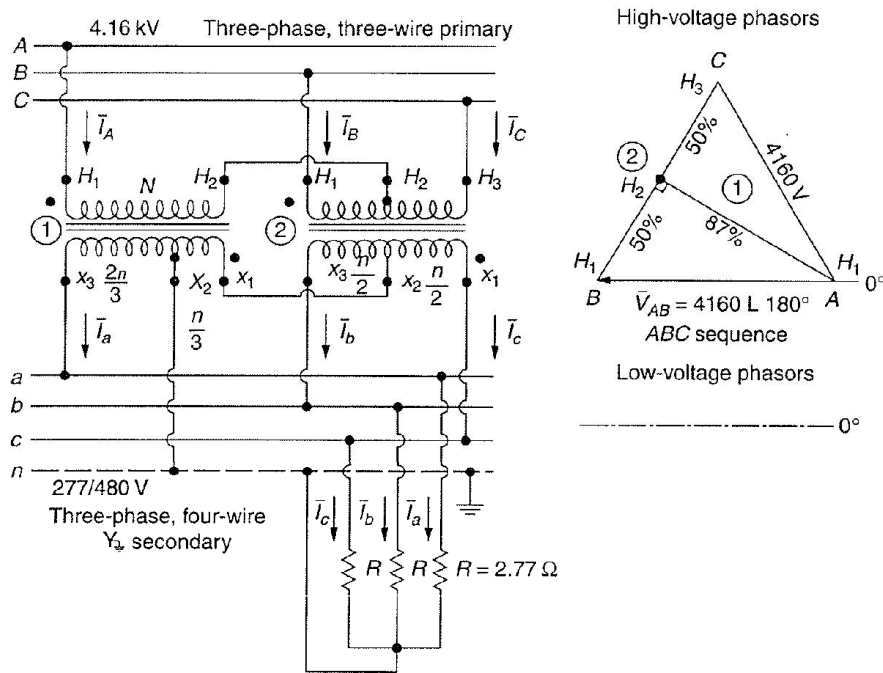 4.16 kV Three-phase, three-wire primary
A
B
C
Ī_A Ī_B Ī_C
H₁ N H₂ H₁ H₂ H₃
1 2
x₃ 2n/3 X₂ x₁ x₃ n/2 x₂ n/2 x₁
n/3
Ī_a Ī_b Ī_c
a
b
c
n
277/480 V
Three-phase, four-wire
Y secondary
Ī_c Ī_b Ī_a
R R R = 2.77 Ω
High-voltage phasors
C
H₃
50%
4160 V
2
H₂
1
50%
87%
H₁ H₁
B A 0°
V̄_AB = 4160 L 180°
ABC sequence
Low-voltage phasors
0°